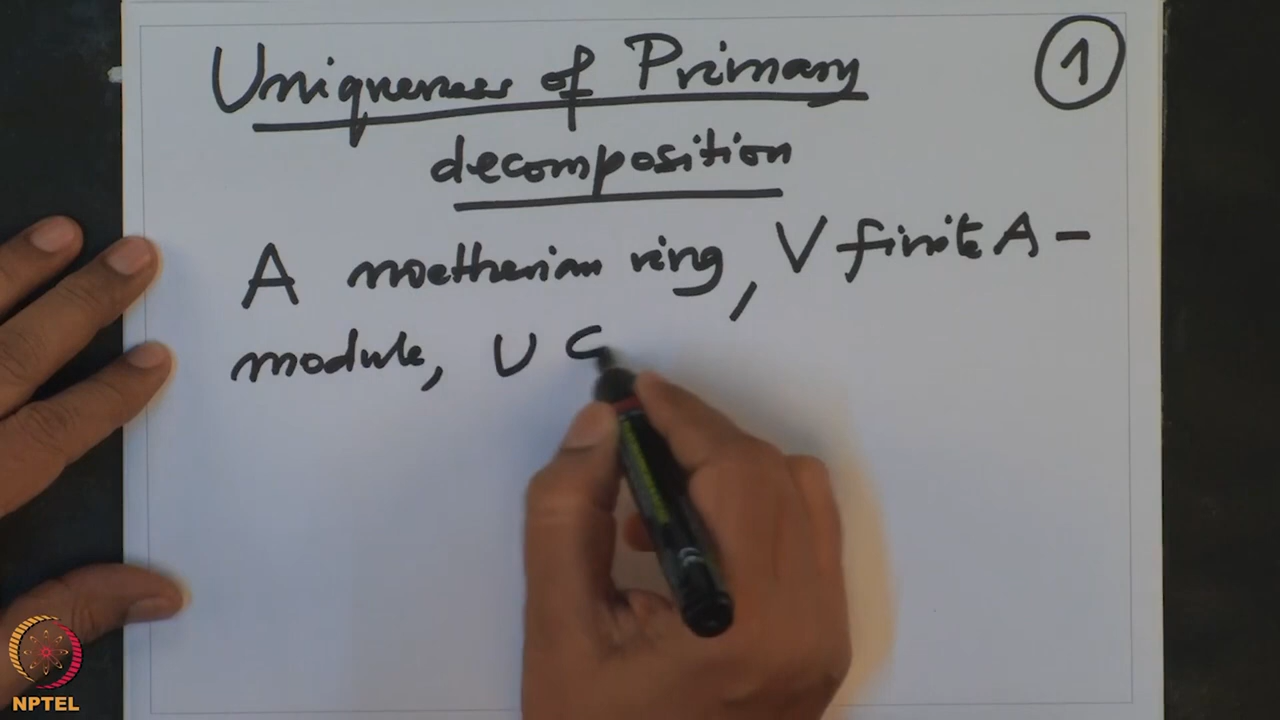 Uniqueness of Primary
①
decomposition
A noetherian ring, V finite A-
module, U ⊂
NPTEL